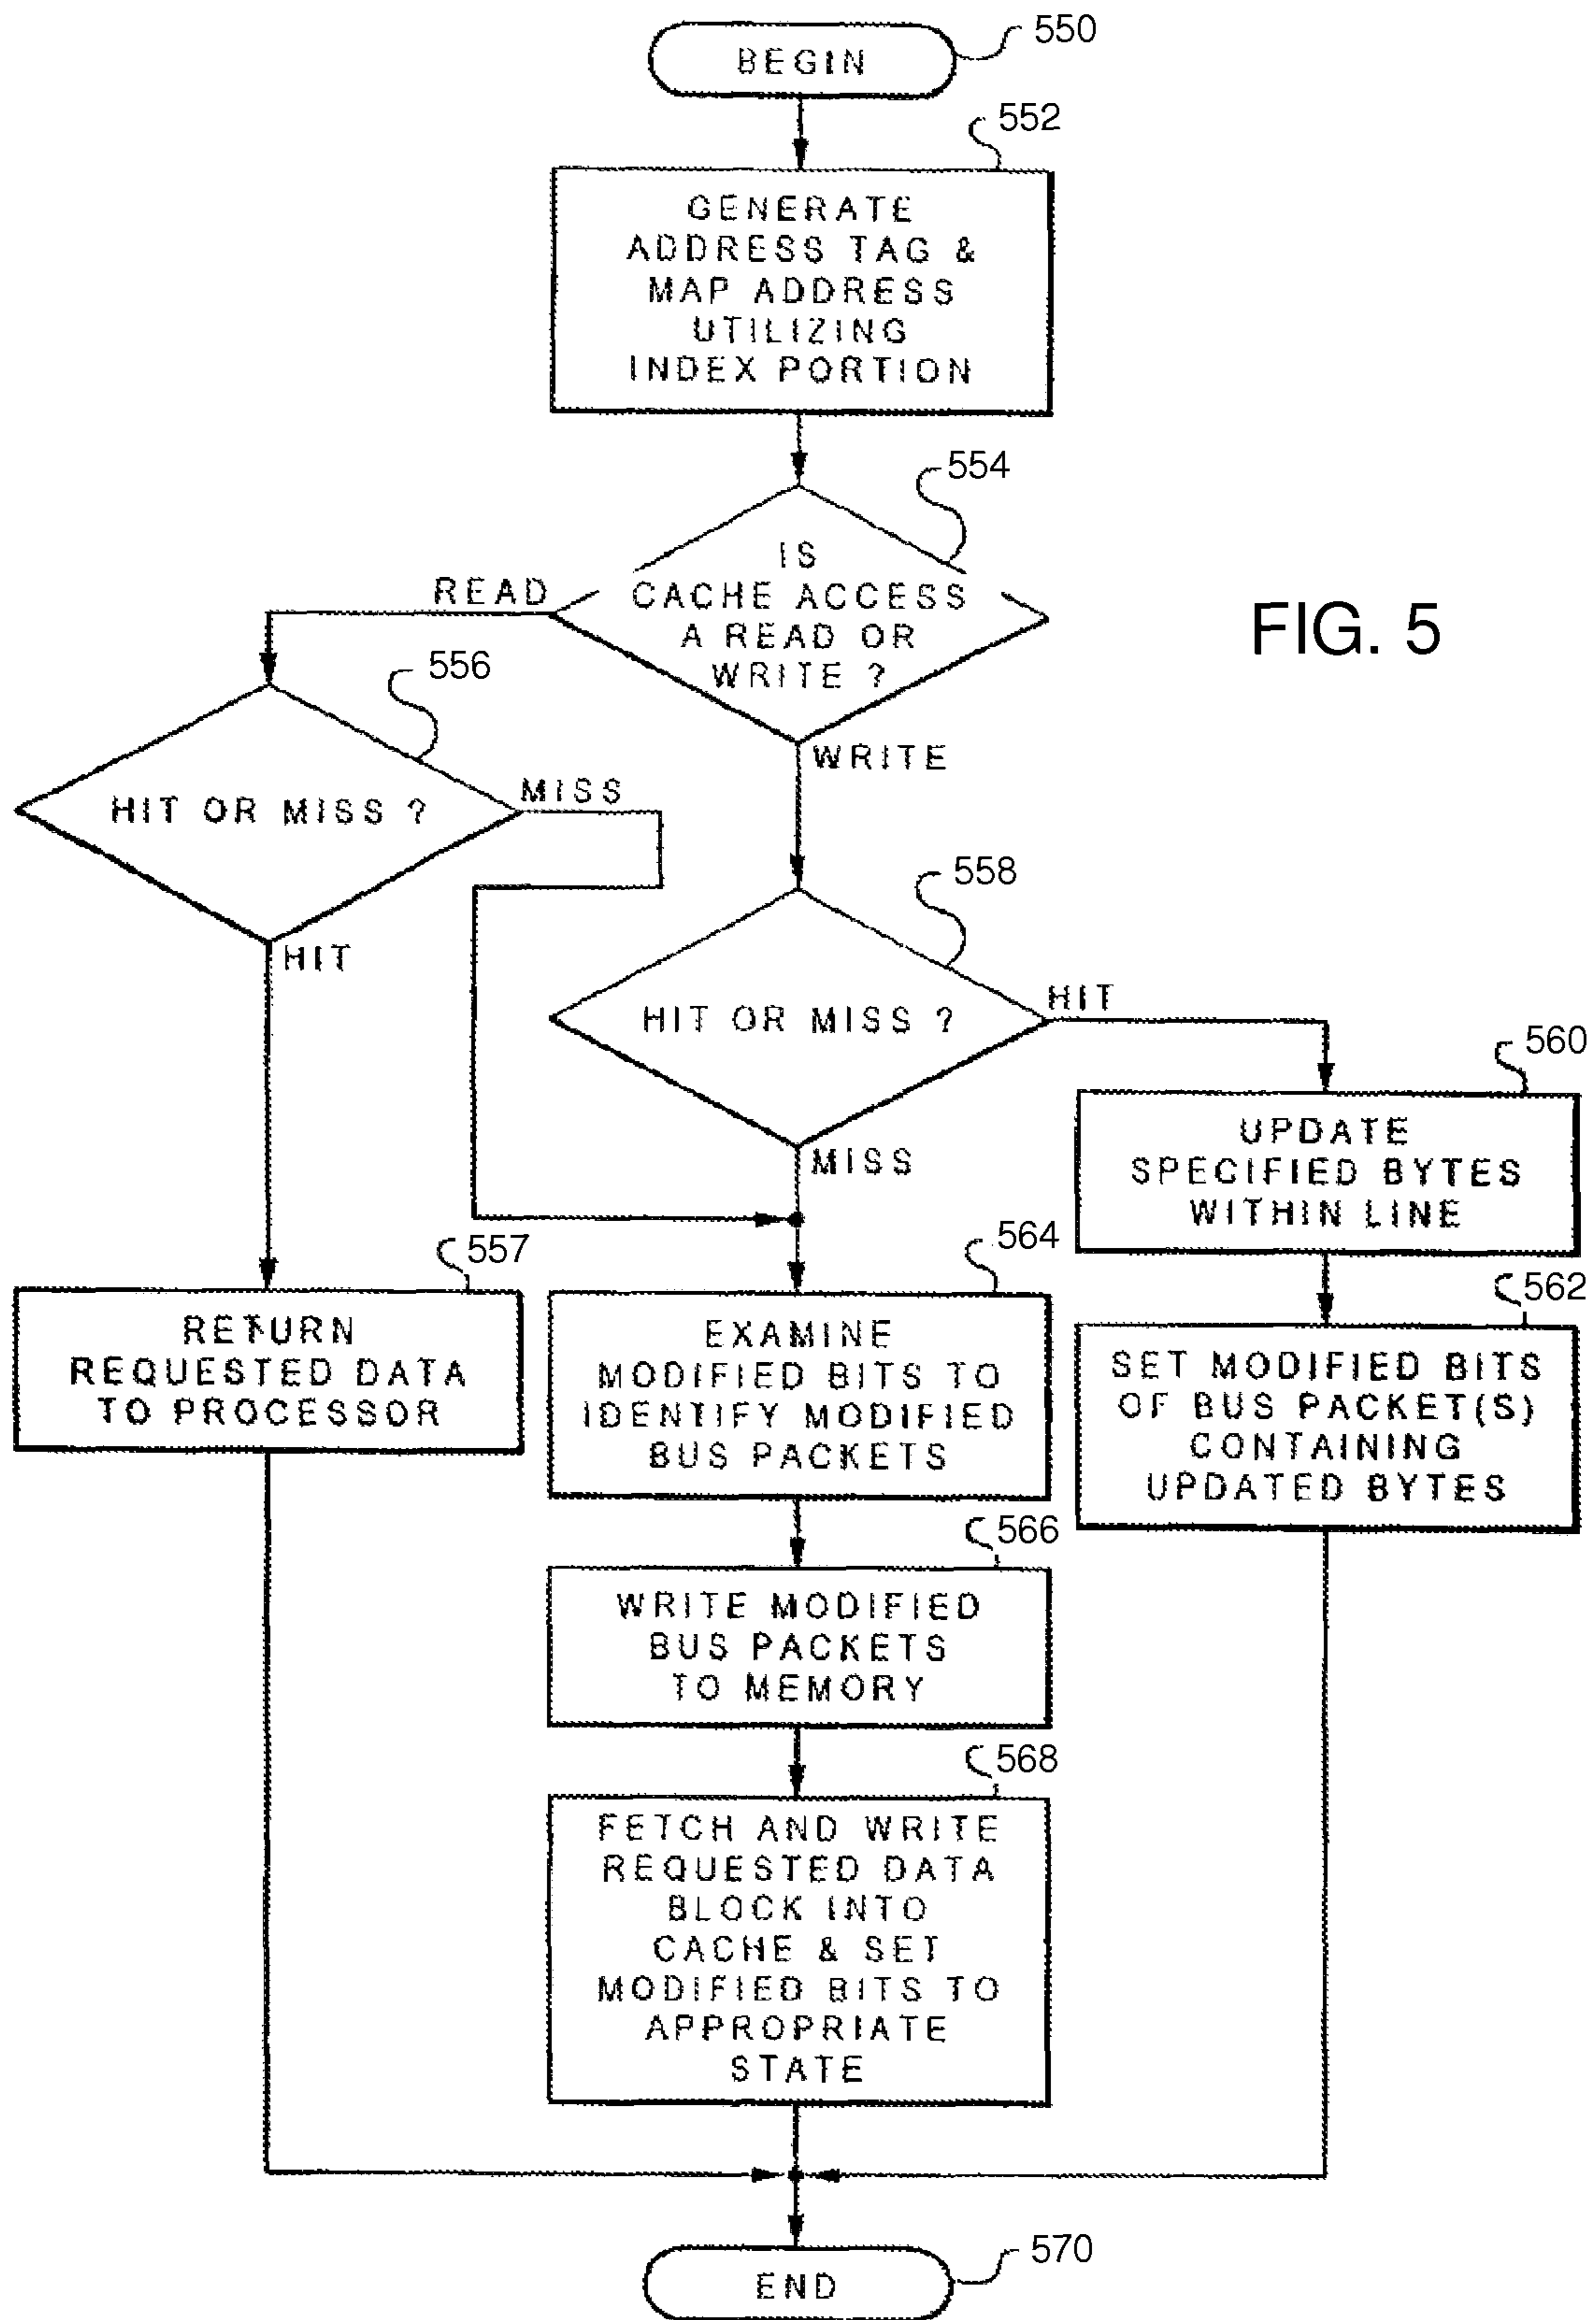 BEGIN
550
552
GENERATE
ADDRESS TAG &
MAP ADDRESS
UTILIZING
INDEX PORTION
554
IS
CACHE ACCESS
A READ OR
WRITE ?
READ
WRITE
FIG. 5
556
HIT OR MISS ?
MISS
HIT
558
HIT OR MISS ?
HIT
MISS
560
UPDATE
SPECIFIED BYTES
WITHIN LINE
557
RETURN
REQUESTED DATA
TO PROCESSOR
564
EXAMINE
MODIFIED BITS TO
IDENTIFY MODIFIED
BUS PACKETS
562
SET MODIFIED BITS
OF BUS PACKET(S)
CONTAINING
UPDATED BYTES
566
WRITE MODIFIED
BUS PACKETS
TO MEMORY
568
FETCH AND WRITE
REQUESTED DATA
BLOCK INTO
CACHE & SET
MODIFIED BITS TO
APPROPRIATE
STATE
END
570